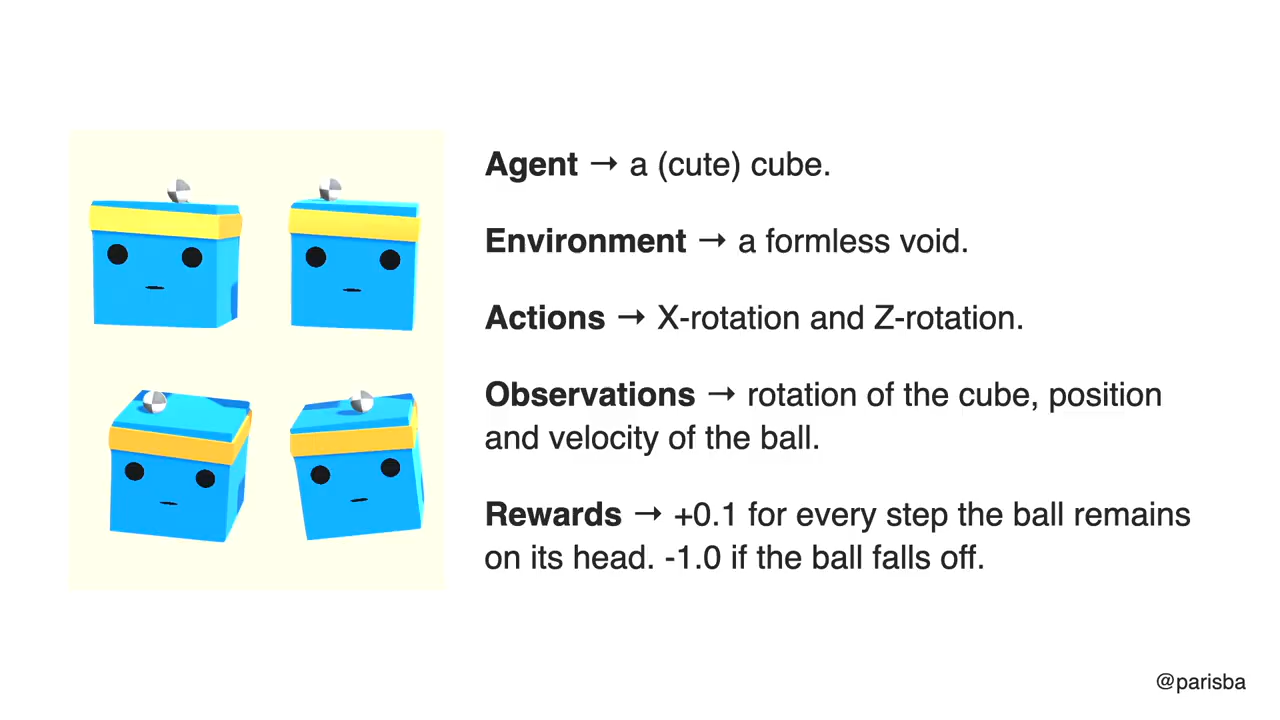 Agent → a (cute) cube.
Environment → a formless void.
Actions → X-rotation and Z-rotation.
Observations → rotation of the cube, position
and velocity of the ball.
Rewards → +0.1 for every step the ball remains
on its head. -1.0 if the ball falls off.
@parisba